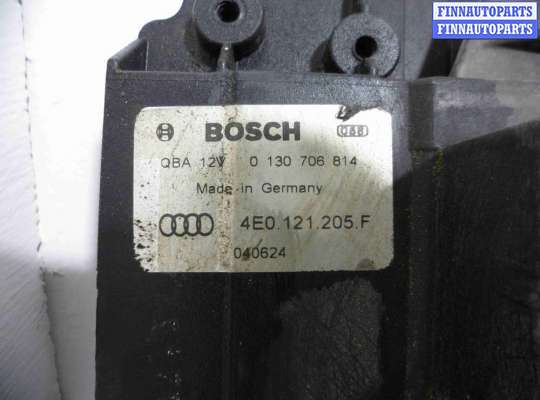 FINNAUTOPARTS
FINNAUTOPARTS
BOSCH
QBA 12V 0 130 706 814
Made in Germany
4E0.121.205.F
040624